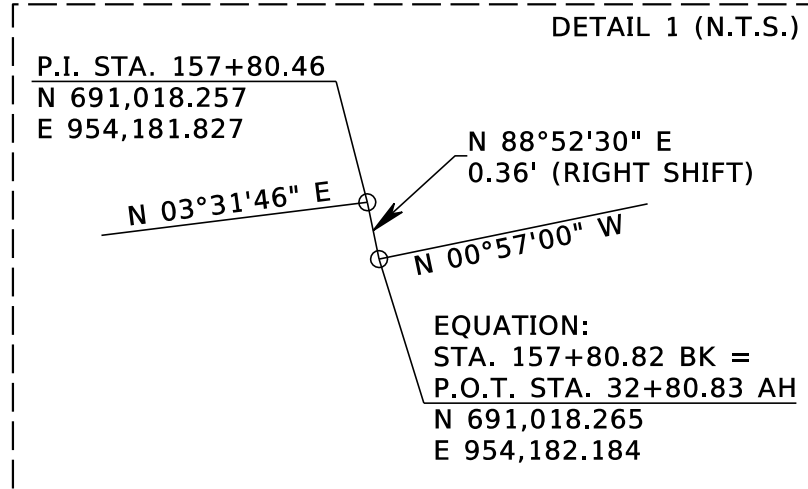 DETAIL 1 (N.T.S.)
P.I. STA. 157+80.46
N 691,018.257
E 954,181.827
N 88°52'30" E
0.36' (RIGHT SHIFT)
N 03°31'46" E
N 00°57'00" W
EQUATION:
STA. 157+80.82 BK =
P.O.T. STA. 32+80.83 AH
N 691,018.265
E 954,182.184